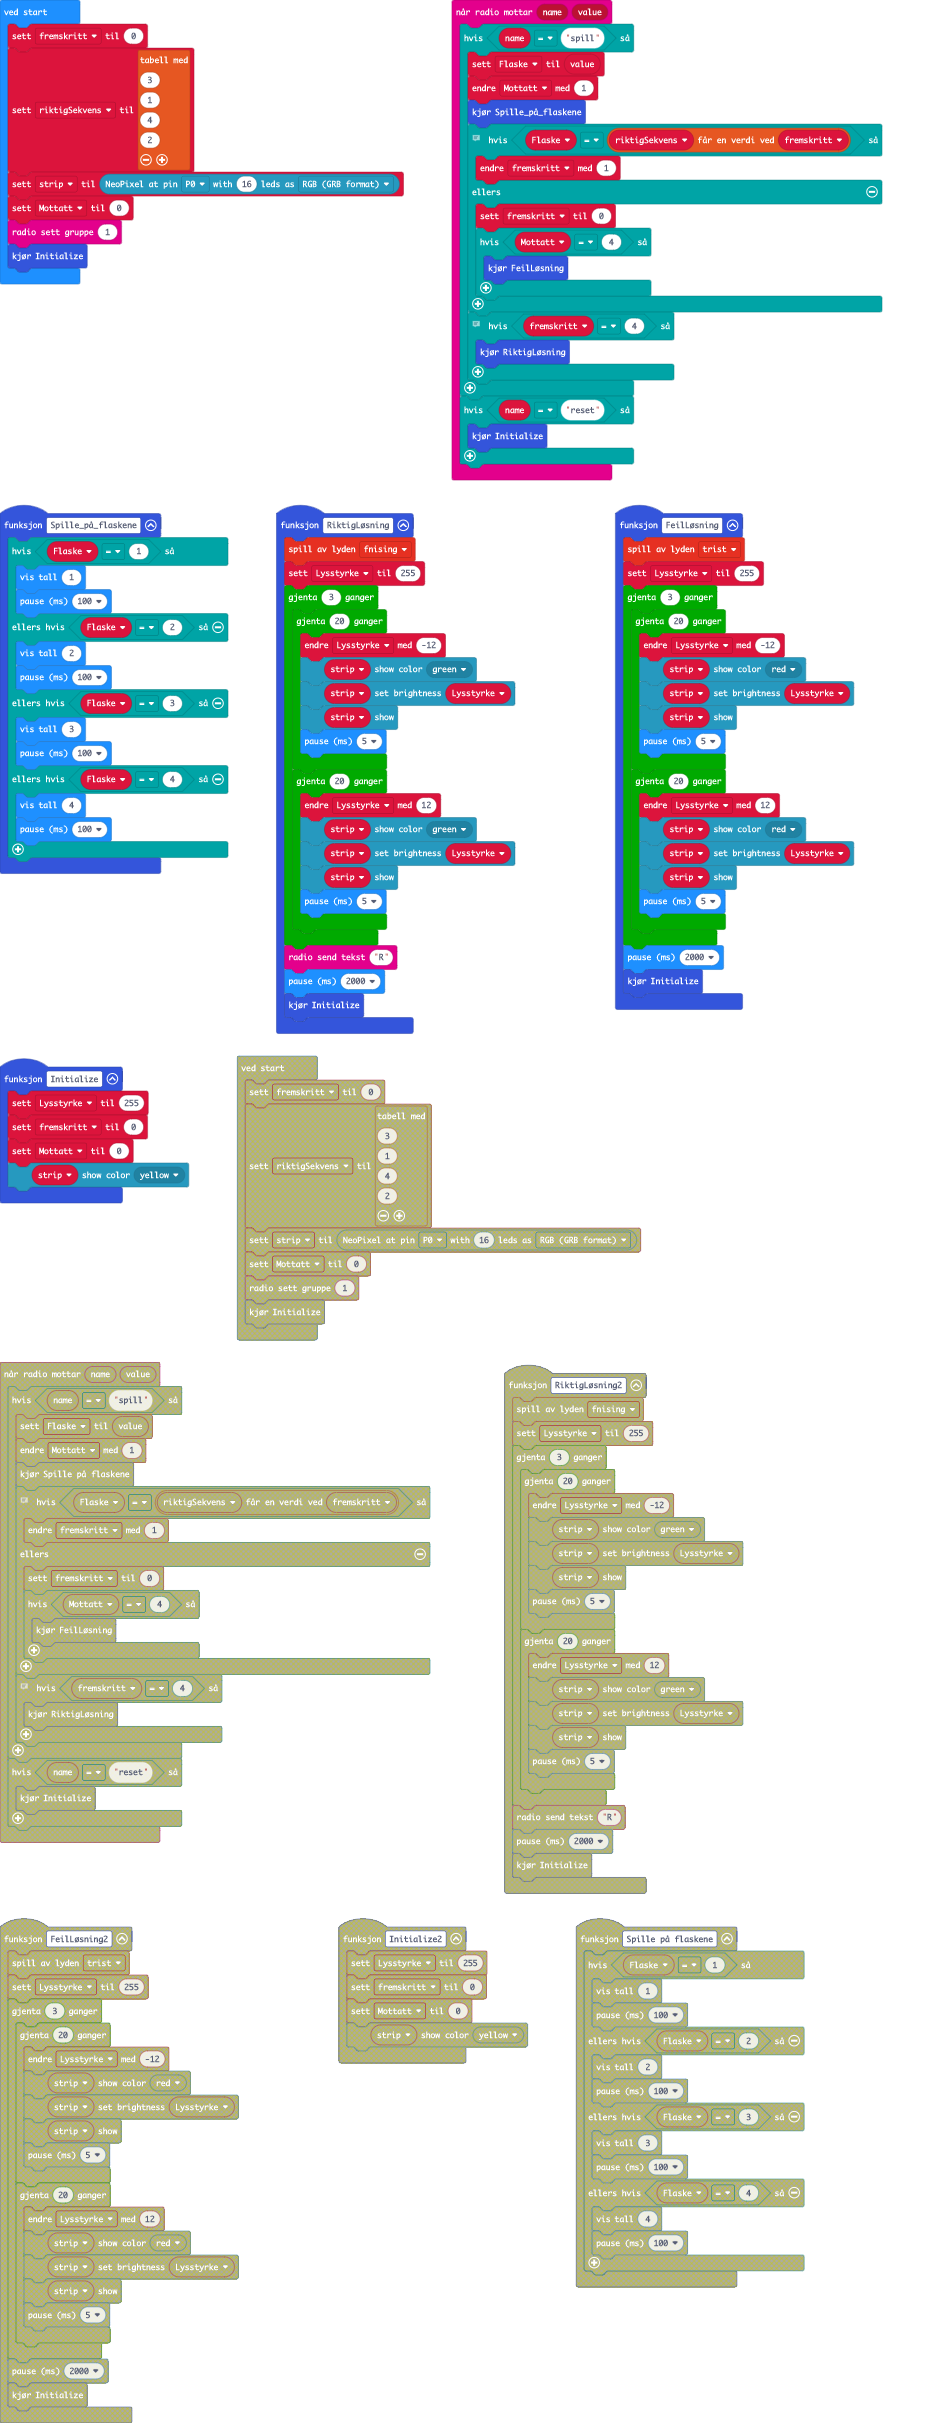 ved start
sett fremskritt til 0
tabell med
3
1
sett riktigSekvens til
4
2
sett strip til NeoPixel at pin P0 with 16 leds as RGB (GRB format)
sett Mottatt til 0
radio sett gruppe 1
kjør Initialize
når radio mottar name value
hvis name = "spill" så
sett Flaske til value
endre Mottatt med 1
kjør Spille_på_flaskene
hvis Flaske = riktigSekvens får en verdi ved fremskritt så
endre fremskritt med 1
ellers
sett fremskritt til 0
hvis Mottatt = 4 så
kjør FeilLøsning
hvis fremskritt = 4 så
kjør RiktigLøsning
hvis name = "reset" så
kjør Initialize
funksjon Spille_på_flaskene
hvis Flaske = 1 så
vis tall 1
pause (ms) 100
ellers hvis Flaske = 2 så
vis tall 2
pause (ms) 100
ellers hvis Flaske = 3 så
vis tall 3
pause (ms) 100
ellers hvis Flaske = 4 så
vis tall 4
pause (ms) 100
funksjon RiktigLøsning
spill av lyden fnising
sett Lysstyrke til 255
gjenta 3 ganger
gjenta 20 ganger
endre Lysstyrke med -12
strip show color green
strip set brightness Lysstyrke
strip show
pause (ms) 5
gjenta 20 ganger
endre Lysstyrke med 12
strip show color green
strip set brightness Lysstyrke
strip show
pause (ms) 5
radio send tekst "R"
pause (ms) 2000
kjør Initialize
funksjon FeilLøsning
spill av lyden trist
sett Lysstyrke til 255
gjenta 3 ganger
gjenta 20 ganger
endre Lysstyrke med -12
strip show color red
strip set brightness Lysstyrke
strip show
pause (ms) 5
gjenta 20 ganger
endre Lysstyrke med 12
strip show color red
strip set brightness Lysstyrke
strip show
pause (ms) 5
pause (ms) 2000
kjør Initialize
funksjon Initialize
sett Lysstyrke til 255
sett fremskritt til 0
sett Mottatt til 0
strip show color yellow
ved start
sett fremskritt til 0
tabell med
3
1
sett riktigSekvens til
4
2
sett strip til NeoPixel at pin P0 with 16 leds as RGB (GRB format)
sett Mottatt til 0
radio sett gruppe 1
kjør Initialize
når radio mottar name value
hvis name = "spill" så
sett Flaske til value
endre Mottatt med 1
kjør Spille på flaskene
hvis Flaske = riktigSekvens får en verdi ved fremskritt så
endre fremskritt med 1
ellers
sett fremskritt til 0
hvis Mottatt = 4 så
kjør FeilLøsning
hvis fremskritt = 4 så
kjør RiktigLøsning
hvis name = "reset" så
kjør Initialize
funksjon RiktigLøsning2
spill av lyden fnising
sett Lysstyrke til 255
gjenta 3 ganger
gjenta 20 ganger
endre Lysstyrke med -12
strip show color green
strip set brightness Lysstyrke
strip show
pause (ms) 5
gjenta 20 ganger
endre Lysstyrke med 12
strip show color green
strip set brightness Lysstyrke
strip show
pause (ms) 5
radio send tekst "R"
pause (ms) 2000
kjør Initialize
funksjon FeilLøsning2
spill av lyden trist
sett Lysstyrke til 255
gjenta 3 ganger
gjenta 20 ganger
endre Lysstyrke med -12
strip show color red
strip set brightness Lysstyrke
strip show
pause (ms) 5
gjenta 20 ganger
endre Lysstyrke med 12
strip show color red
strip set brightness Lysstyrke
strip show
pause (ms) 5
pause (ms) 2000
kjør Initialize
funksjon Initialize2
sett Lysstyrke til 255
sett fremskritt til 0
sett Mottatt til 0
strip show color yellow
funksjon Spille på flaskene
hvis Flaske = 1 så
vis tall 1
pause (ms) 100
ellers hvis Flaske = 2 så
vis tall 2
pause (ms) 100
ellers hvis Flaske = 3 så
vis tall 3
pause (ms) 100
ellers hvis Flaske = 4 så
vis tall 4
pause (ms) 100